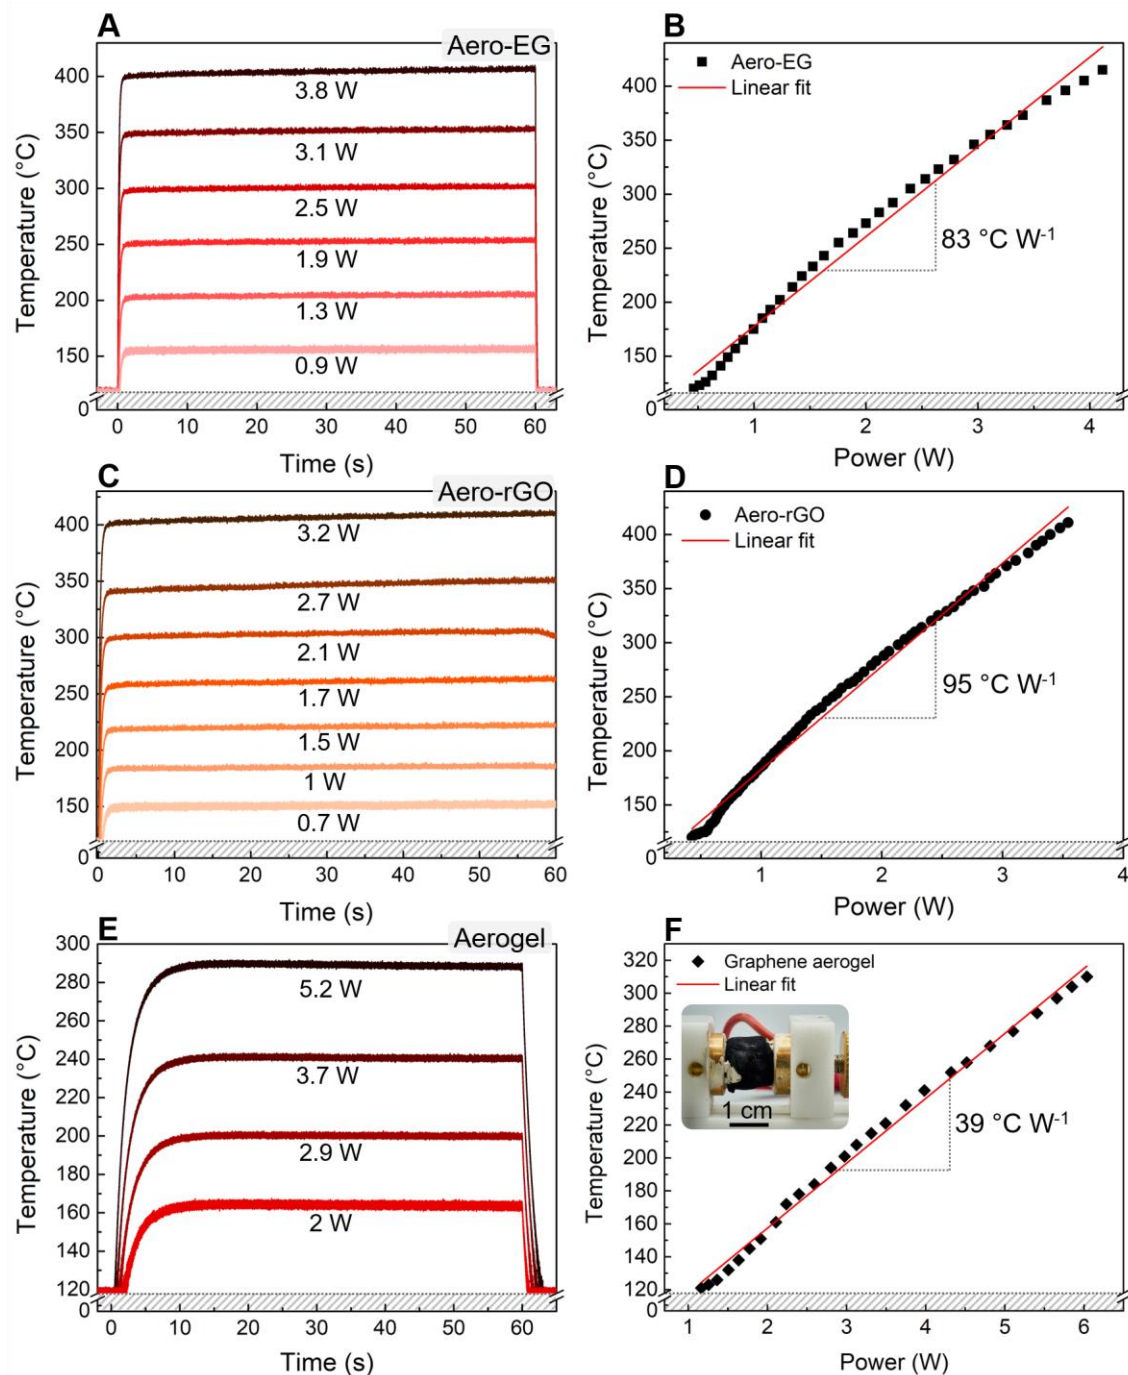 A
Aero-EG
Temperature (°C)
400
350
300
250
200
150
0
3.8 W
3.1 W
2.5 W
1.9 W
1.3 W
0.9 W
0 10 20 30 40 50 60
Time (s)
B
Aero-EG
Linear fit
Temperature (°C)
400
350
300
250
200
150
0
83 °C W⁻¹
1 2 3 4
Power (W)
C
Aero-rGO
Temperature (°C)
400
350
300
250
200
150
0
3.2 W
2.7 W
2.1 W
1.7 W
1.5 W
1 W
0.7 W
0 10 20 30 40 50 60
Time (s)
D
Aero-rGO
Linear fit
Temperature (°C)
400
350
300
250
200
150
0
95 °C W⁻¹
1 2 3 4
Power (W)
E
Aerogel
Temperature (°C)
300
280
260
240
220
200
180
160
140
120
0
5.2 W
3.7 W
2.9 W
2 W
0 10 20 30 40 50 60
Time (s)
F
Graphene aerogel
Linear fit
Temperature (°C)
320
300
280
260
240
220
200
180
160
140
120
0
1 cm
39 °C W⁻¹
1 2 3 4 5 6
Power (W)